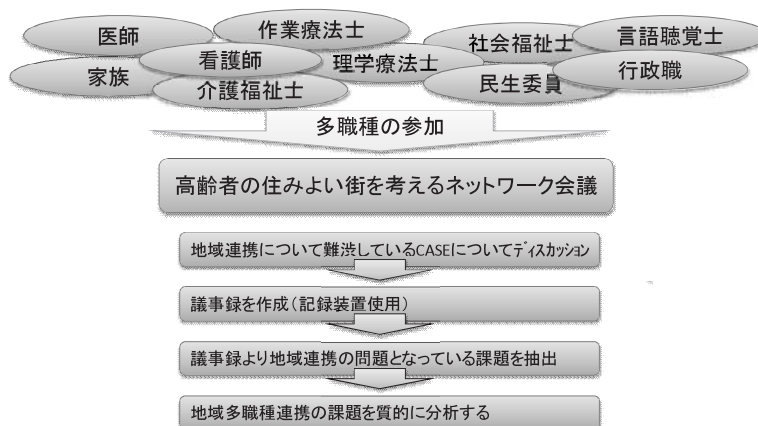 医師
作業療法士
社会福祉士
言語聴覚士
家族
看護師
理学療法士
介護福祉士
民生委員
行政職
多職種の参加
高齢者の住みよい街を考えるネットワーク会議
地域連携について難渋しているCASEについてディスカッション
議事録を作成(記録装置使用)
議事録より地域連携の問題となっている課題を抽出
地域多職種連携の課題を質的に分析する